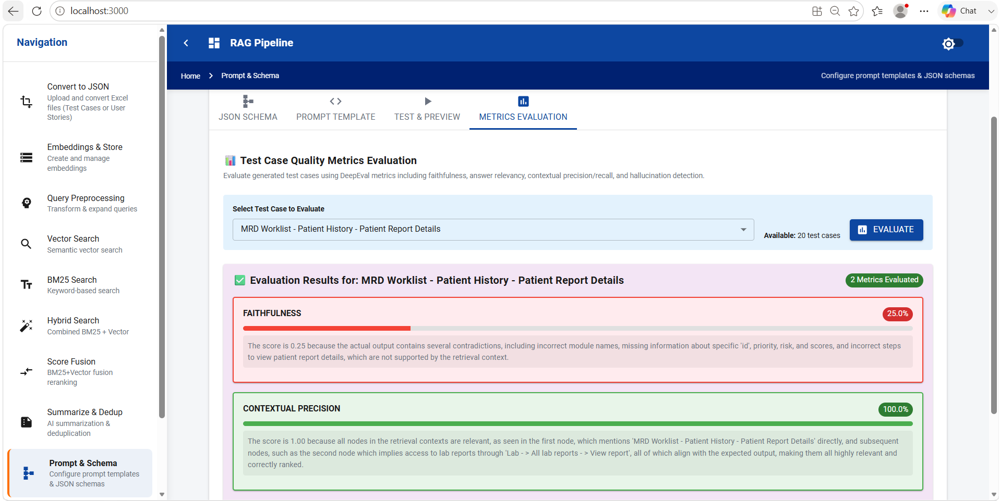 localhost:3000
Chat
Navigation
Convert to JSON
Upload and convert Excel
files (Test Cases or User
Stories)
Embeddings & Store
Create and manage
embeddings
Query Preprocessing
Transform & expand queries
Vector Search
Semantic vector search
BM25 Search
Keyword-based search
Hybrid Search
Combined BM25 + Vector
Score Fusion
BM25+Vector fusion
reranking
Summarize & Dedup
AI summarization &
deduplication
Prompt & Schema
Configure prompt templates
& JSON schemas
RAG Pipeline
Home > Prompt & Schema
Configure prompt templates & JSON schemas
JSON SCHEMA
PROMPT TEMPLATE
TEST & PREVIEW
METRICS EVALUATION
Test Case Quality Metrics Evaluation
Evaluate generated test cases using DeepEval metrics including faithfulness, answer relevancy, contextual precision/recall, and hallucination detection.
Select Test Case to Evaluate
MRD Worklist - Patient History - Patient Report Details
Available: 20 test cases
EVALUATE
Evaluation Results for: MRD Worklist - Patient History - Patient Report Details
2 Metrics Evaluated
FAITHFULNESS
25.0%
The score is 0.25 because the actual output contains several contradictions, including incorrect module names, missing information about specific 'id', priority, risk, and scores, and incorrect steps
to view patient report details, which are not supported by the retrieval context.
CONTEXTUAL PRECISION
100.0%
The score is 1.00 because all nodes in the retrieval contexts are relevant, as seen in the first node, which mentions 'MRD Worklist - Patient History - Patient Report Details' directly, and subsequent
nodes, such as the second node which implies access to lab reports through 'Lab - > All lab reports - > View report', all of which align with the expected output, making them all highly relevant and
correctly ranked.